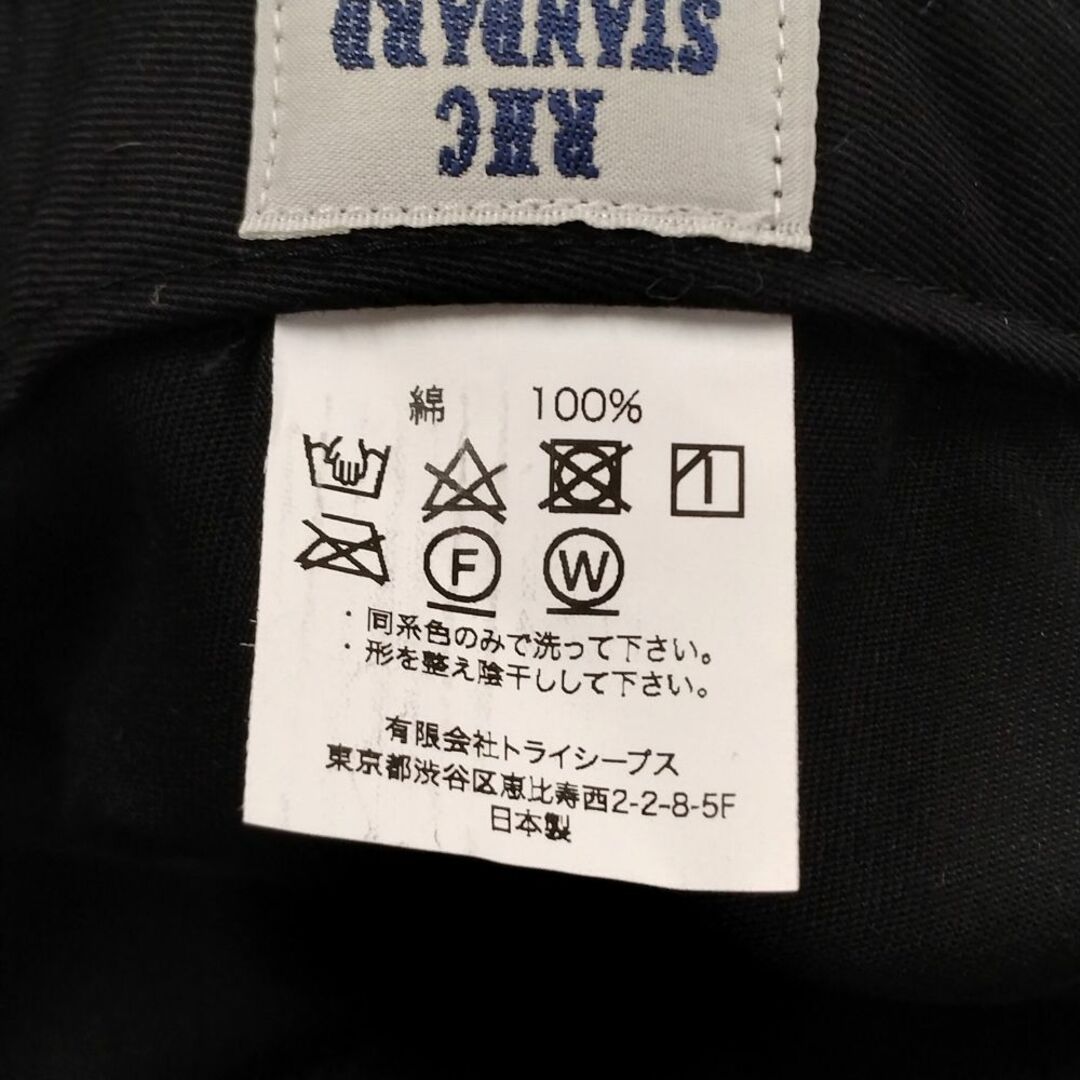 RHC
STANDARD
綿 100%
F W
・同系色のみで洗って下さい。
・形を整え陰干しして下さい。
有限会社トライシープス
東京都渋谷区恵比寿西2-2-8-5F
日本製